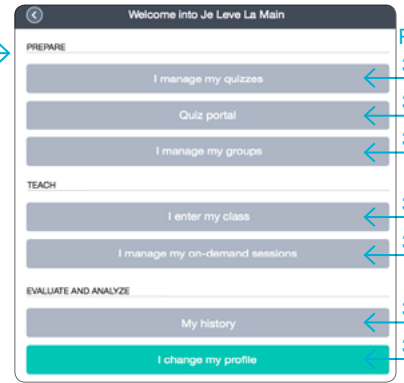 Welcome into Je Leve La Main
PREPARE
I manage my quizzes
Quiz portal
I manage my groups
TEACH
I enter my class
I manage my on-demand sessions
EVALUATE AND ANALYZE
My history
I change my profile